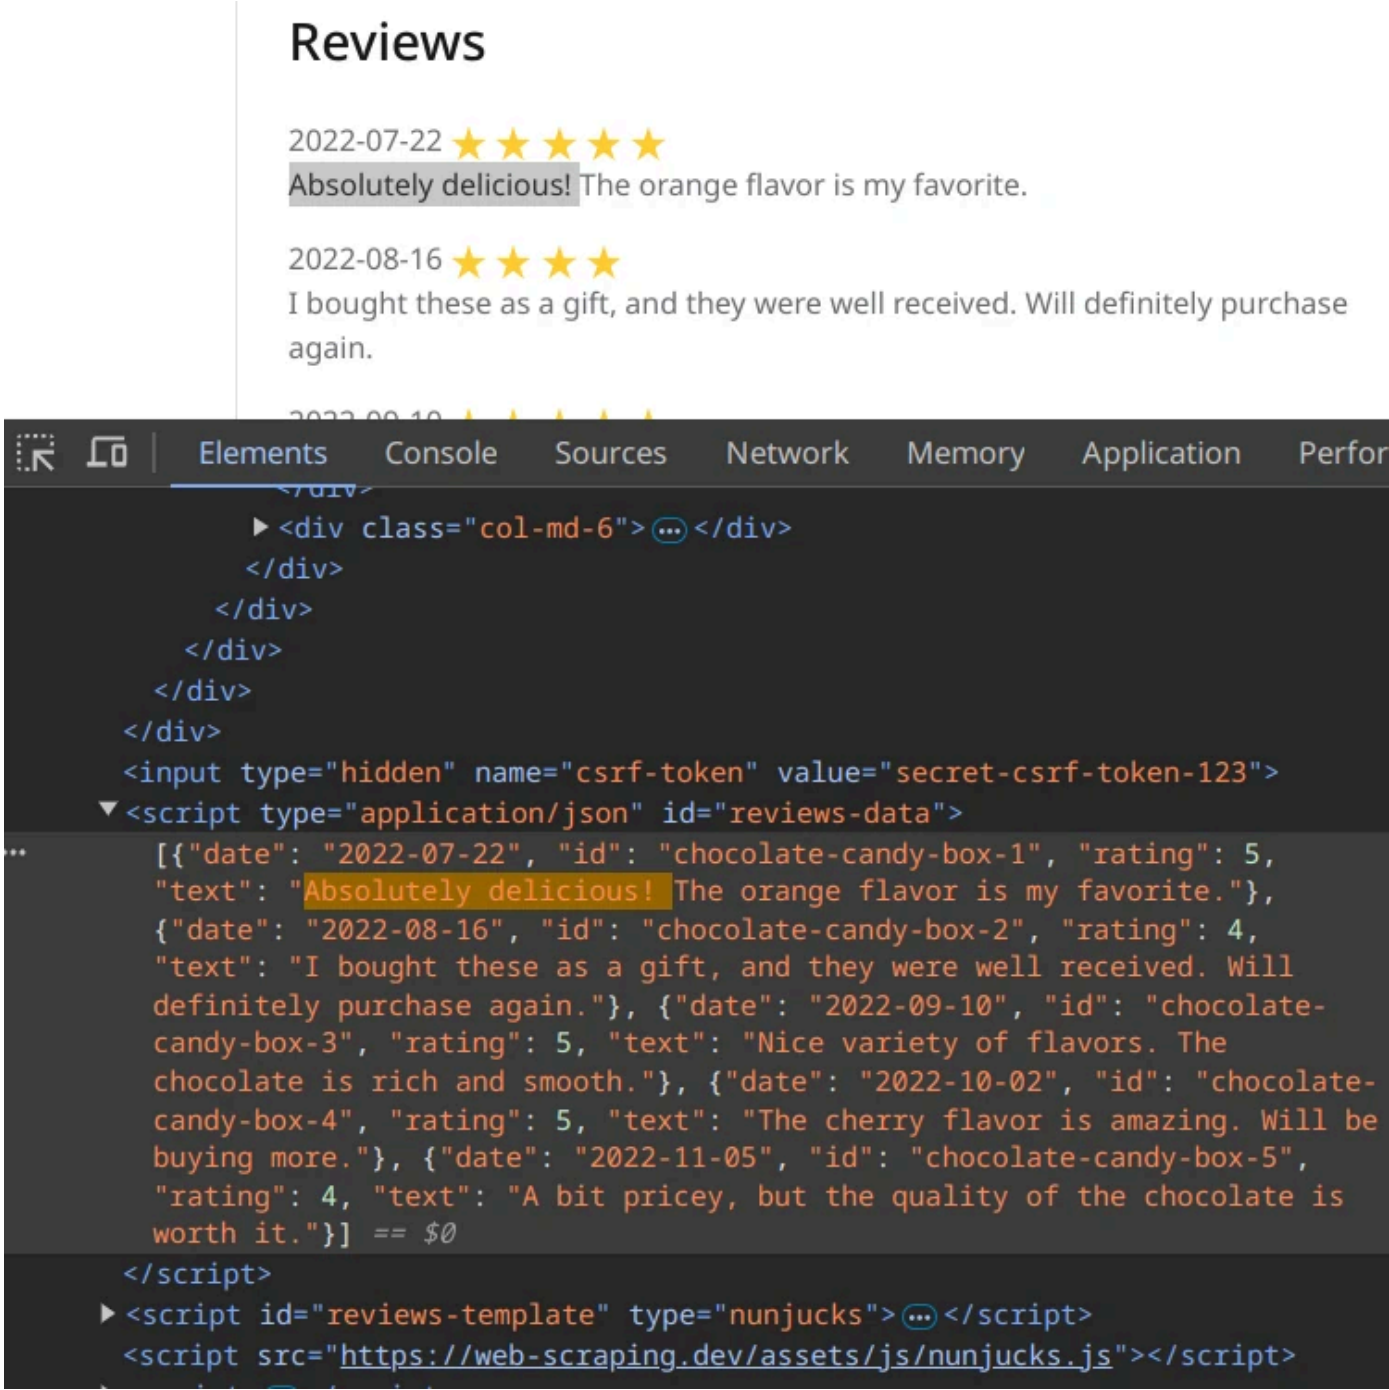 Reviews
2022-07-22
Absolutely delicious! The orange flavor is my favorite.
2022-08-16
I bought these as a gift, and they were well received. Will definitely purchase
again.
2022-09-10
Elements Console Sources Network Memory Application Perfor
</div>
<div class="col-md-6"> </div>
</div>
</div>
</div>
</div>
</div>
<input type="hidden" name="csrf-token" value="secret-csrf-token-123">
<script type="application/json" id="reviews-data">
[{"date": "2022-07-22", "id": "chocolate-candy-box-1", "rating": 5,
"text": "Absolutely delicious! The orange flavor is my favorite."},
{"date": "2022-08-16", "id": "chocolate-candy-box-2", "rating": 4,
"text": "I bought these as a gift, and they were well received. Will
definitely purchase again."}, {"date": "2022-09-10", "id": "chocolate-
candy-box-3", "rating": 5, "text": "Nice variety of flavors. The
chocolate is rich and smooth."}, {"date": "2022-10-02", "id": "chocolate-
candy-box-4", "rating": 5, "text": "The cherry flavor is amazing. Will be
buying more."}, {"date": "2022-11-05", "id": "chocolate-candy-box-5",
"rating": 4, "text": "A bit pricey, but the quality of the chocolate is
worth it."}] == $0
</script>
<script id="reviews-template" type="nunjucks"> </script>
<script src="https://web-scraping.dev/assets/js/nunjucks.js"></script>